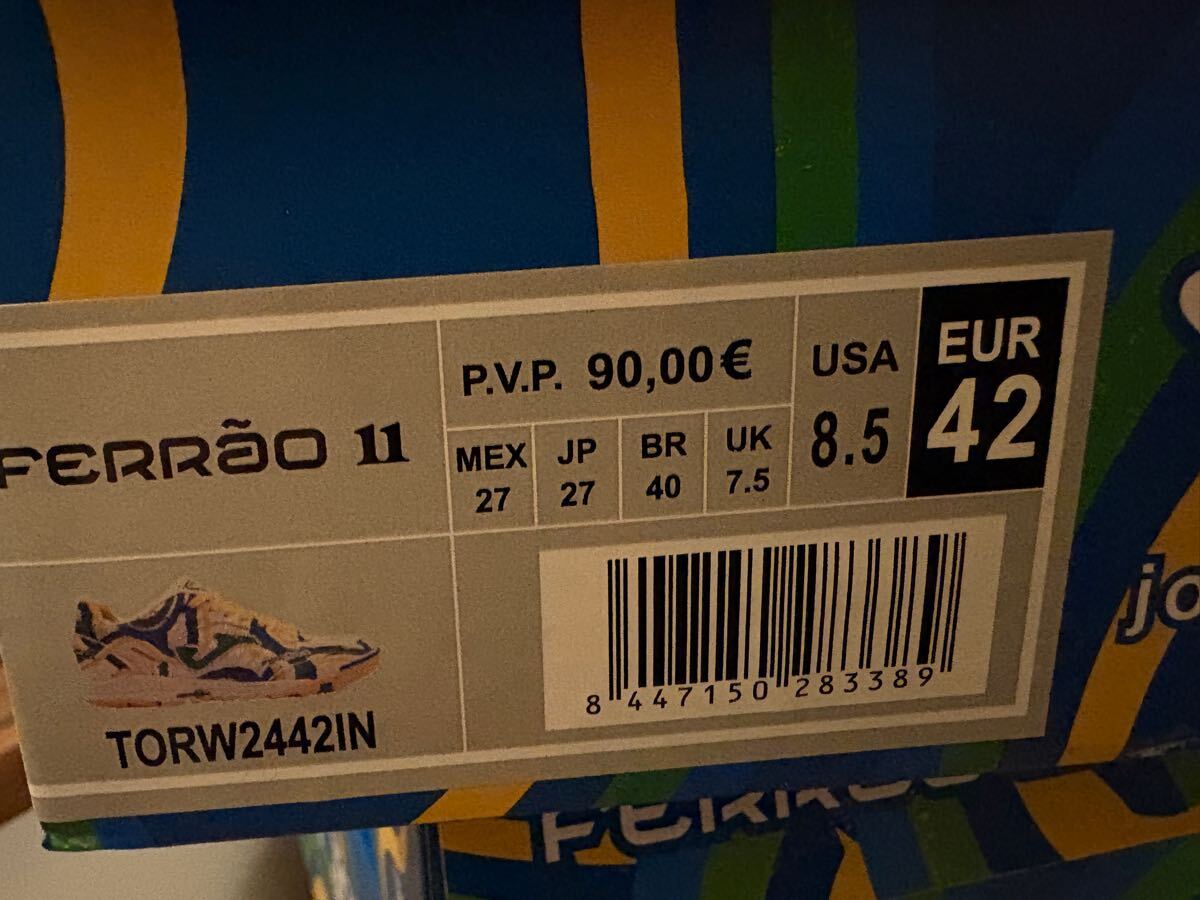 FERRÃO 11
P.V.P. 90,00€
MEX
27
JP
27
BR
40
UK
7.5
USA
8.5
EUR
42
TORW2442IN
8 447150 283389
jo
FERRÃO